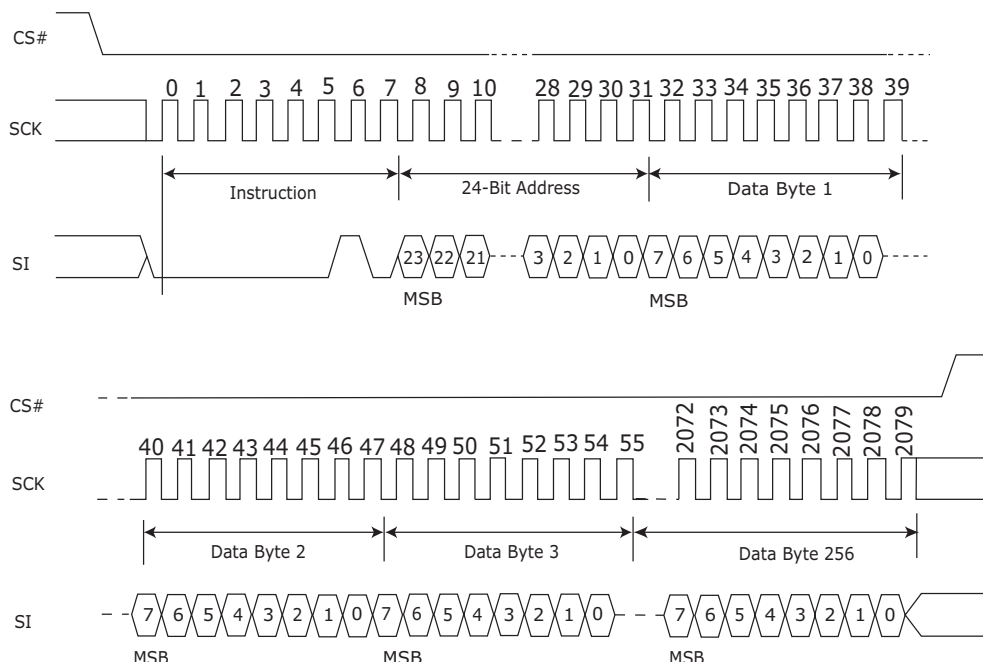 CS#
0 1 2 3 4 5 6 7 8 9 10 28 29 30 31 32 33 34 35 36 37 38 39
SCK
Instruction 24-Bit Address Data Byte 1
SI 23 22 21 3 2 1 0 7 6 5 4 3 2 1 0
MSB MSB
CS#
40 41 42 43 44 45 46 47 48 49 50 51 52 53 54 55 2072 2073 2074 2075 2076 2077 2078 2079
SCK
Data Byte 2 Data Byte 3 Data Byte 256
SI 7 6 5 4 3 2 1 0 7 6 5 4 3 2 1 0 7 6 5 4 3 2 1 0
MSB MSB MSB